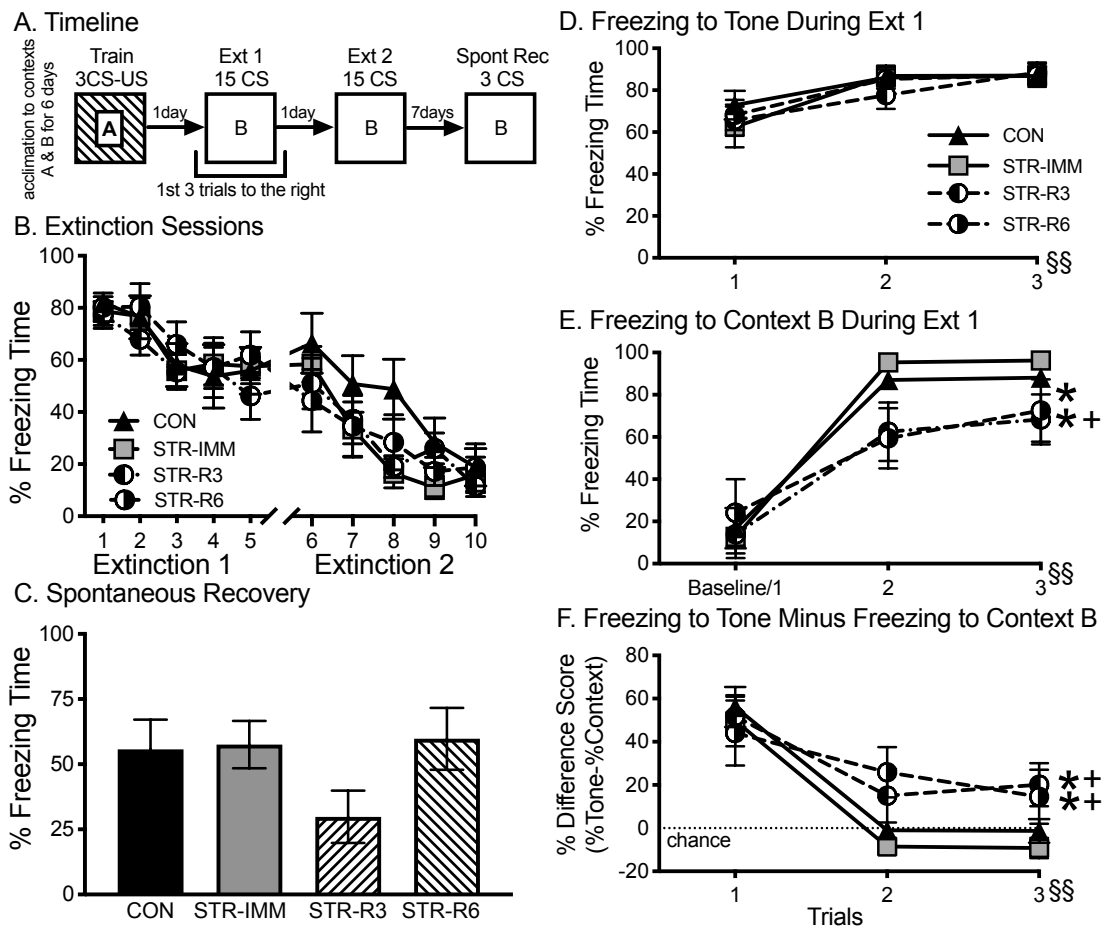 A. Timeline
acclimation to contexts
A & B for 6 days
Train
3CS-US
A
1day
Ext 1
15 CS
B
1day
Ext 2
15 CS
B
7days
Spont Rec
3 CS
B
1st 3 trials to the right
B. Extinction Sessions
% Freezing Time
100
80
60
40
20
0
CON
STR-IMM
STR-R3
STR-R6
1 2 3 4 5 6 7 8 9 10
Extinction 1 Extinction 2
C. Spontaneous Recovery
% Freezing Time
100
75
50
25
0
CON STR-IMM STR-R3 STR-R6
D. Freezing to Tone During Ext 1
% Freezing Time
100
80
60
40
20
0
CON
STR-IMM
STR-R3
STR-R6
1 2 3 §§
E. Freezing to Context B During Ext 1
% Freezing Time
100
80
60
40
20
0
*
* +
Baseline/1 2 3 §§
F. Freezing to Tone Minus Freezing to Context B
% Difference Score
(%Tone-%Context)
80
60
40
20
0
-20
* +
* +
chance
1 2 3 §§
Trials